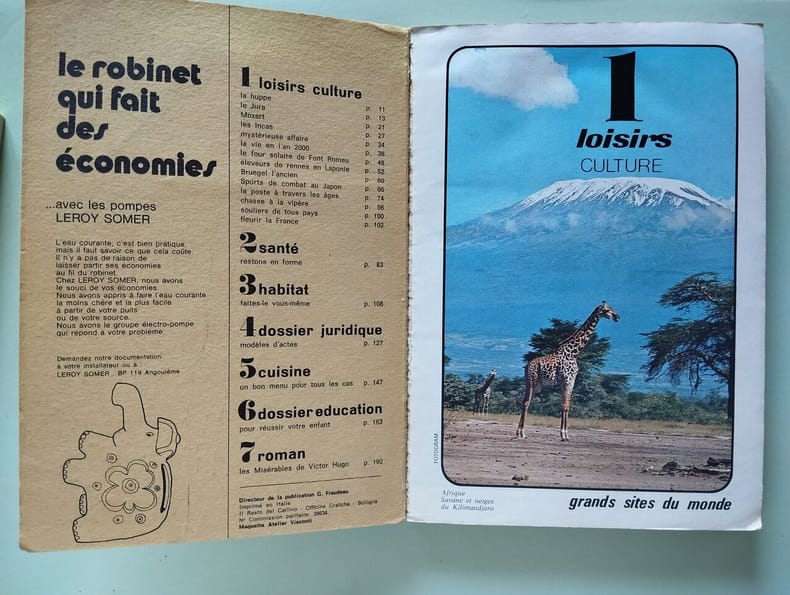 le robinet
qui fait
des
économies
...avec les pompes
LEROY SOMER
L'eau courante, c'est bien pratique,
mais il faut savoir ce que cela coûte.
Il n'y a pas de raison de
laisser partir ses économies
au fil du robinet.
Chez LEROY SOMER, nous avons
le souci de vos économies.
Nous avons appris à faire l'eau courante
la moins chère et la plus facile
à partir de votre puits
ou de votre source.
Nous avons le groupe électro-pompe
qui répond à votre problème.
Demandez notre documentation
à votre installateur ou à :
LEROY SOMER : BP 119 Angoulême
1 loisirs culture
la huppe p. 11
le Jura p. 13
Mozart p. 21
les Incas p. 27
mystérieuse affaire p. 34
la vie en l'an 2000 p. 38
le four solaire de Font Romeu p. 48
éleveurs de rennes en Laponie p. 52
Bruegel l'ancien p. 60
Sports de combat au Japon p. 66
la poste à travers les âges p. 74
chasse à la vipère p. 98
souliers de tous pays p. 100
fleurir la France p. 102
2 santé
restons en forme p. 83
3 habitat
faites-le vous-même p. 108
4 dossier juridique
modèles d'actes p. 127
5 cuisine
un bon menu pour tous les cas p. 147
6 dossier education
pour réussir votre enfant p. 163
7 roman
les Misérables de Victor Hugo p. 192
Directeur de la publication G. Fraudeau
Imprimé en Italie
Il Resto del Carlino - Officine Grafiche - Bologna
Nº Commission paritaire: 26634
Maquette Atelier Visconti
1
loisirs
CULTURE
FOTOGRAM
Afrique
Savane et neiges
du Kilimandjaro
grands sites du monde